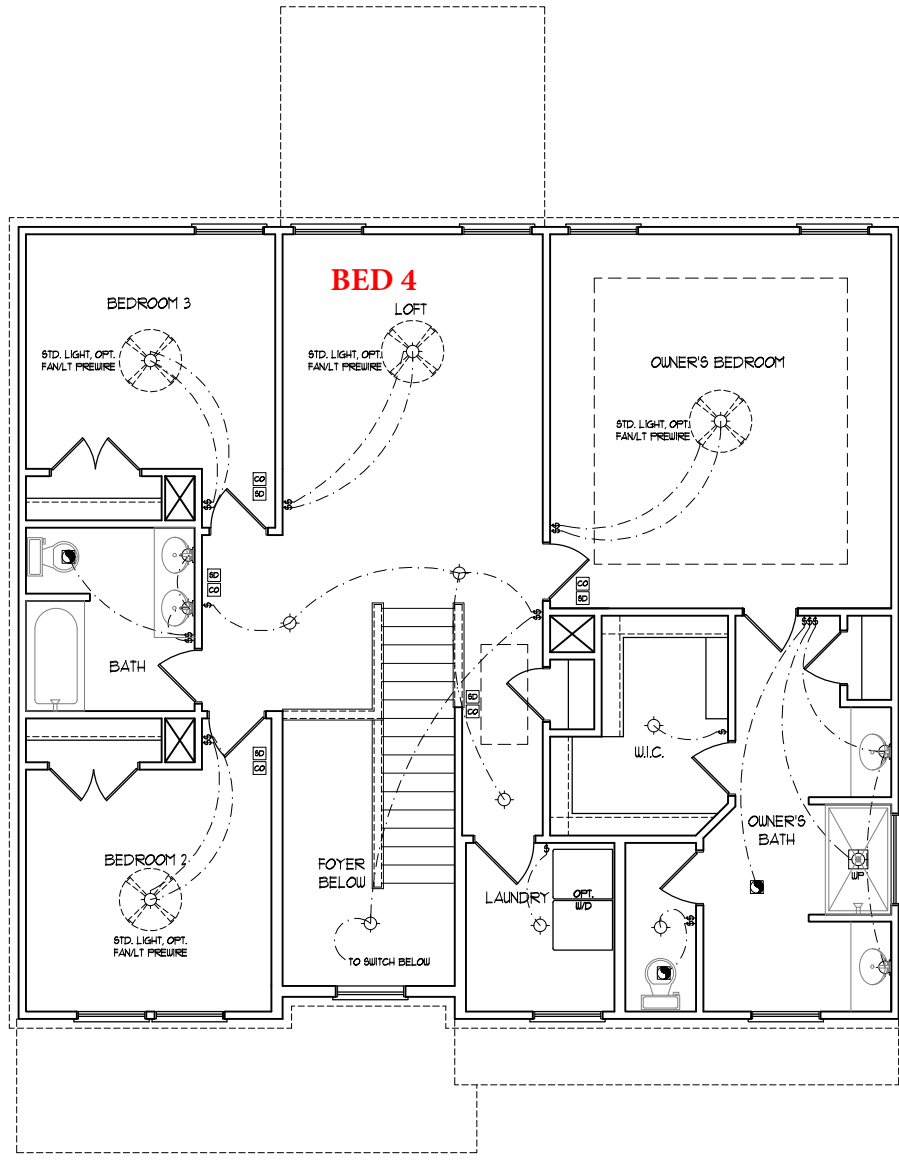 BED 4
BEDROOM 3
LOFT
STD. LIGHT, OPT.
FAN/LT PREWIRE
STD. LIGHT, OPT.
FAN/LT PREWIRE
OWNER'S BEDROOM
STD. LIGHT, OPT.
FAN/LT PREWIRE
CO
SD
$$
$$
$$
SD
CO
CO
SD
$
$$
$$$
$$
BATH
SD
CO
$$
CO
SD
$
W.I.C.
OWNER'S
BATH
$
BEDROOM 2
FOYER
BELOW
WP
LAUNDRY
OPT.
W/D
$$
STD. LIGHT, OPT.
FAN/LT PREWIRE
TO SWITCH BELOW